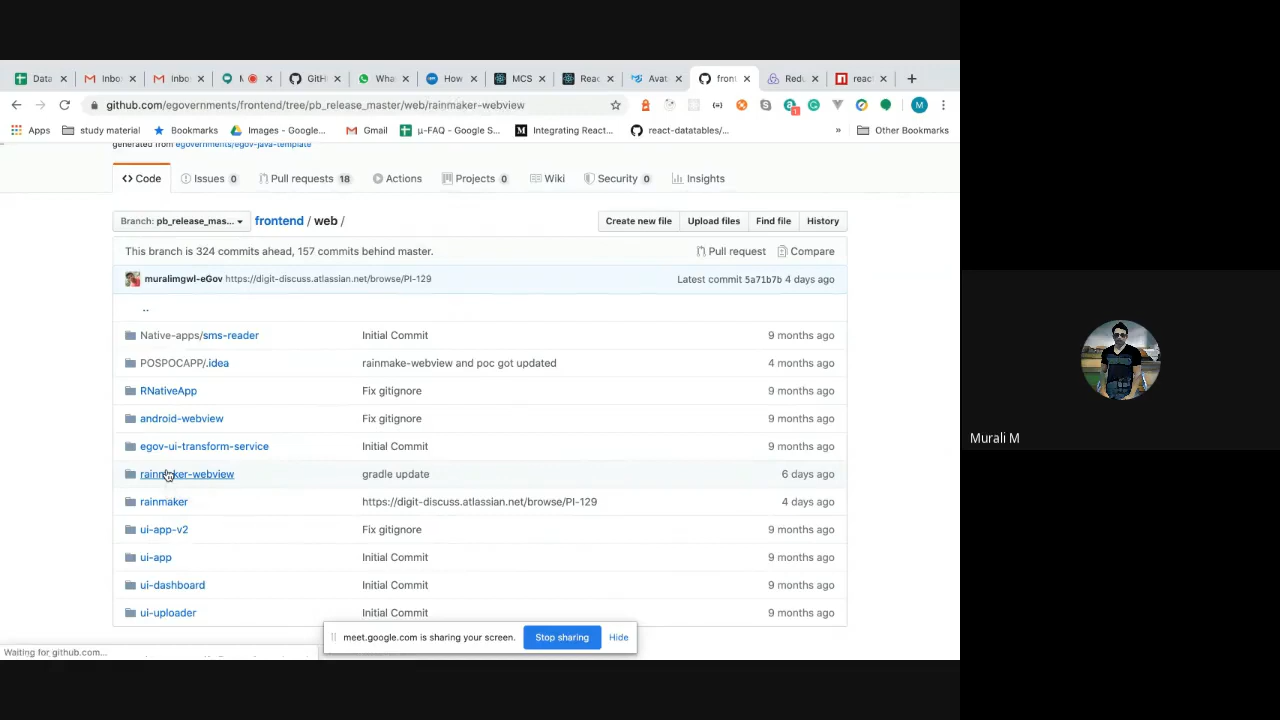 Data Inbo Inbo M GitH Wha How MCS Reac Avat front Redu reac
github.com/egovernments/frontend/tree/pb_release_master/web/rainmaker-webview
Apps study material Bookmarks Images - Google... Gmail µ-FAQ - Google S... Integrating Reac... react-datatables/... » Other Bookmarks
generated from egovernments/egov-java-template
Code Issues 0 Pull requests 18 Actions Projects 0 Wiki Security 0 Insights
Branch: pb_release_mas... frontend / web / Create new file Upload files Find file History
This branch is 324 commits ahead, 157 commits behind master. Pull request Compare
muralimgwl-eGov https://digit-discuss.atlassian.net/browse/PI-129 Latest commit 5a71b7b 4 days ago
..
Native-apps/sms-reader Initial Commit 9 months ago
POSPOCAPP/.idea rainmake-webview and poc got updated 4 months ago
RNativeApp Fix gitignore 9 months ago
android-webview Fix gitignore 9 months ago
egov-ui-transform-service Initial Commit 9 months ago
rainmaker-webview gradle update 6 days ago
rainmaker https://digit-discuss.atlassian.net/browse/PI-129 4 days ago
ui-app-v2 Fix gitignore 9 months ago
ui-app Initial Commit 9 months ago
ui-dashboard Initial Commit 9 months ago
ui-uploader Initial Commit 9 months ago
meet.google.com is sharing your screen. Stop sharing Hide
Waiting for github.com...
Murali M